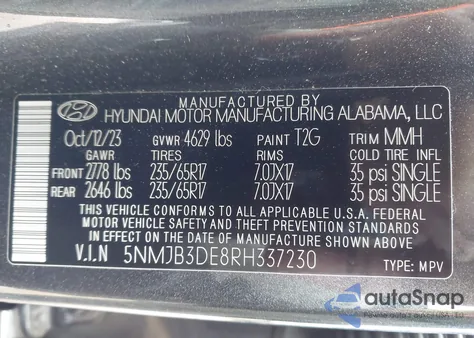 MANUFACTURED BY
HYUNDAI MOTOR MANUFACTURING ALABAMA, LLC
Oct/12/23 GVWR 4629 lbs PAINT T2G TRIM MMH
GAWR TIRES RIMS COLD TIRE INFL
FRONT 2778 lbs 235/65R17 7.0JX17 35 psi SINGLE
REAR 2646 lbs 235/65R17 7.0JX17 35 psi SINGLE
THIS VEHICLE CONFORMS TO ALL APPLICABLE U.S.A. FEDERAL
MOTOR VEHICLE SAFETY, BUMPER, AND THEFT PREVENTION
STANDARDS IN EFFECT ON THE DATE OF MANUFACTURE
SHOWN ABOVE.
V.I.N 5NMJB3DE8RH337230 TYPE: MPV
autaSnap